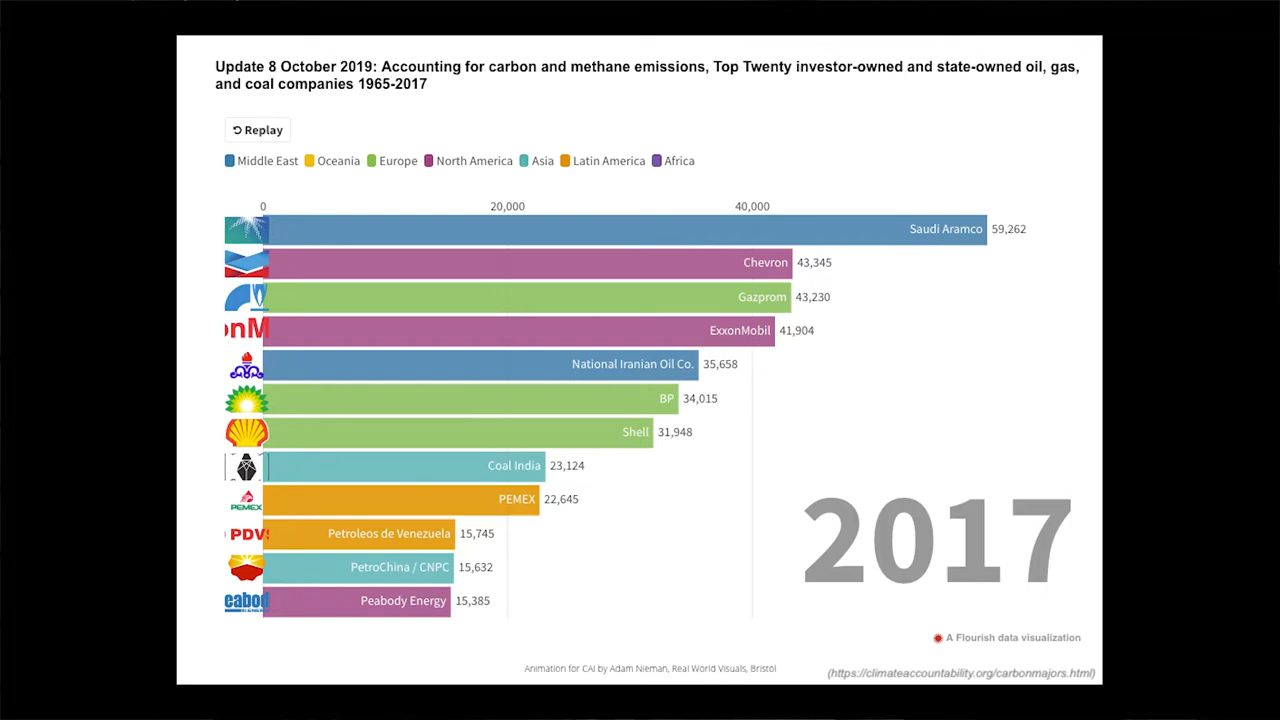 Update 8 October 2019: Accounting for carbon and methane emissions, Top Twenty investor-owned and state-owned oil, gas,
and coal companies 1965-2017
Replay
Middle East Oceania Europe North America Asia Latin America Africa
0 20,000 40,000
Saudi Aramco 59,262
Chevron 43,345
Gazprom 43,230
onM ExxonMobil 41,904
National Iranian Oil Co. 35,658
BP 34,015
Shell 31,948
Coal India 23,124
PEMEX PEMEX 22,645
PDVS Petroleos de Venezuela 15,745
PetroChina / CNPC 15,632
eabod Peabody Energy 15,385
2017
A Flourish data visualization
Animation for CAI by Adam Nieman, Real World Visuals, Bristol
(https://climateaccountability.org/carbonmajors.html)